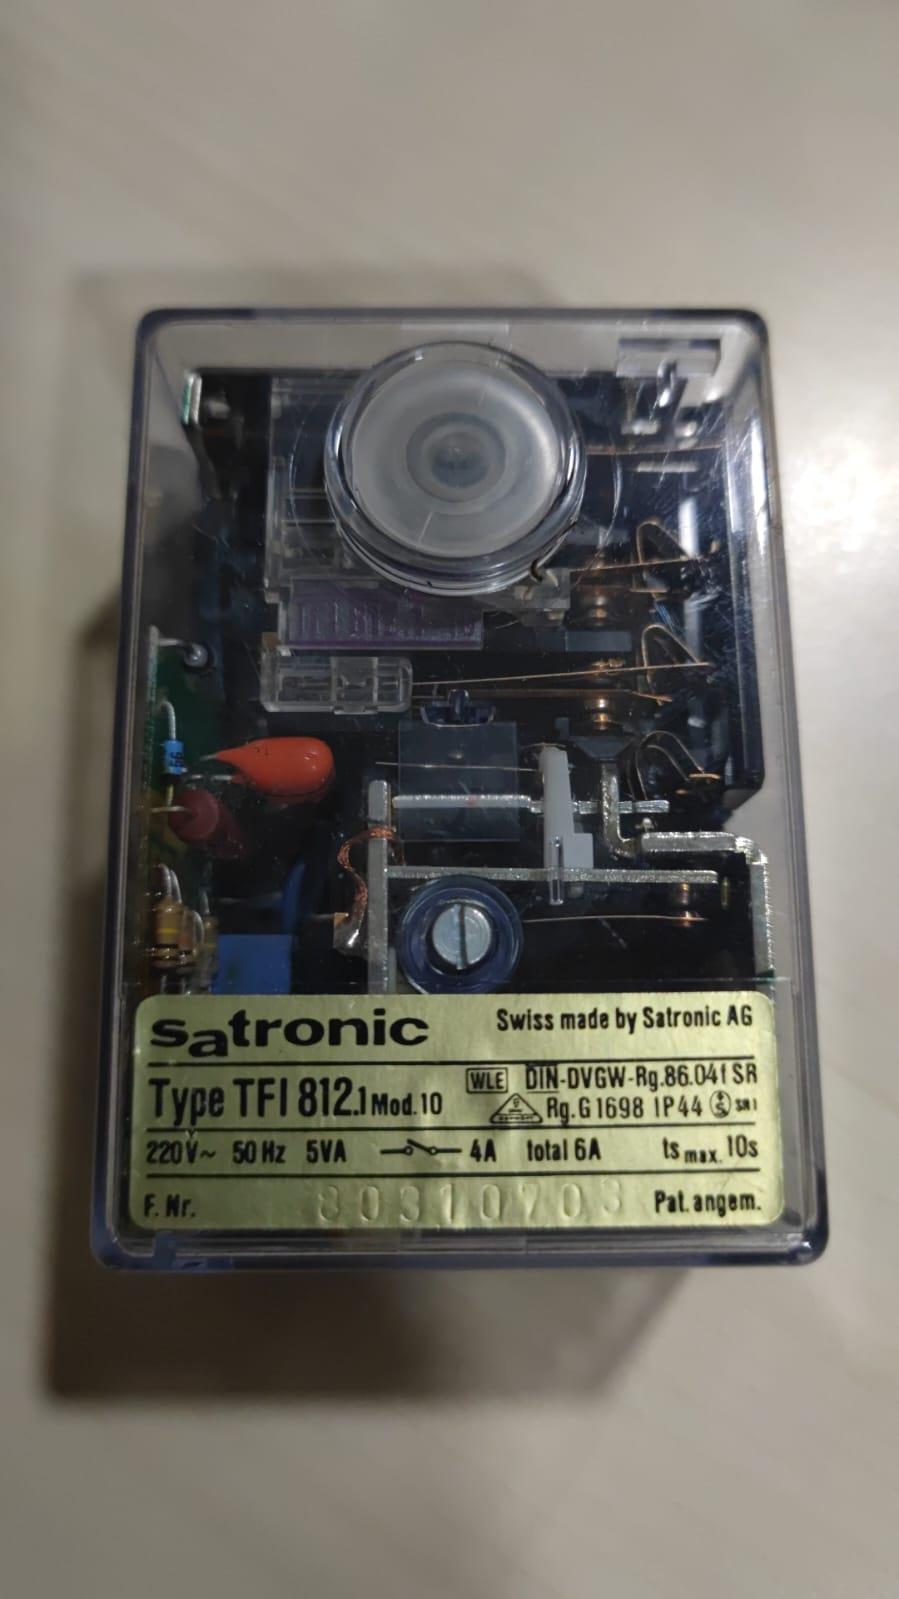 satronic
Swiss made by Satronic AG
Type TFI 812.1 Mod. 10
WLE DIN-DVGW-Rg.86.04f SR
Rg.G 1698 IP44
220V~ 50 Hz 5VA 4A total 6A ts max. 10s
F. Nr. 80310703 Pat. angem.